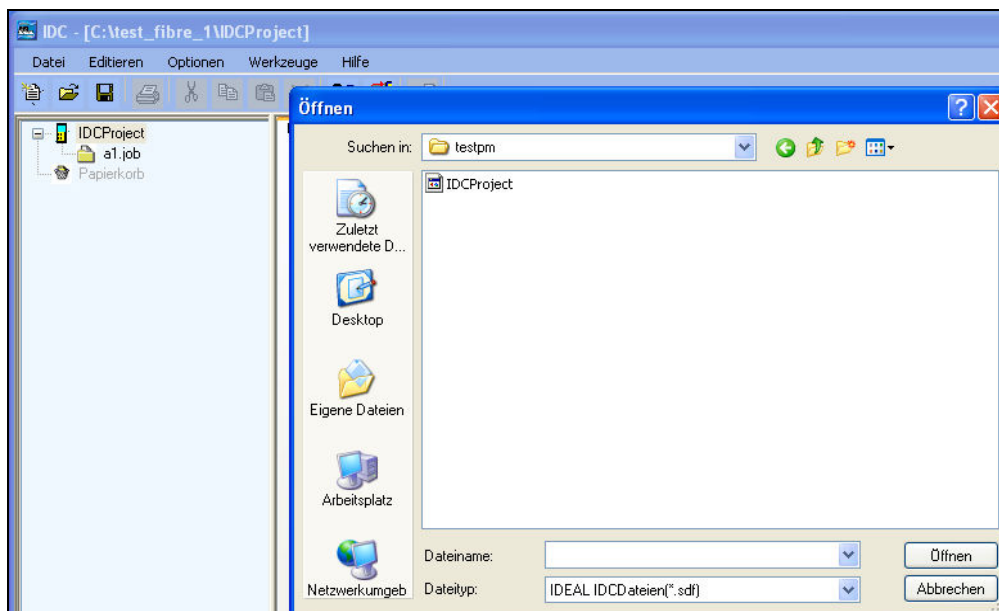 IDC - [C:\test_fibre_1\IDCProject]
Datei Editieren Optionen Werkzeuge Hilfe
IDCProject
a1.job
Papierkorb
Öffnen
Suchen in: testpm
IDCProject
Zuletzt
verwendete D...
Desktop
Eigene Dateien
Arbeitsplatz
Netzwerkumgeb
Dateiname: Öffnen
Dateityp: IDEAL IDCDateien(*.sdf) Abbrechen